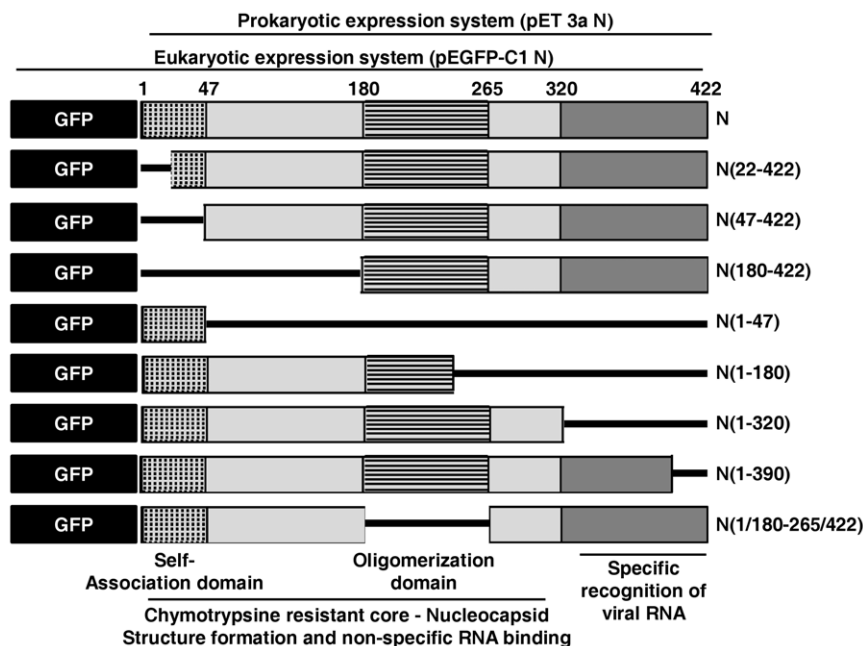 Prokaryotic expression system (pET 3a N)
Eukaryotic expression system (pEGFP-C1 N)
1 47 180 265 320 422
GFP N
GFP N(22-422)
GFP N(47-422)
GFP N(180-422)
GFP N(1-47)
GFP N(1-180)
GFP N(1-320)
GFP N(1-390)
GFP N(1/180-265/422)
Self-
Association domain
Oligomerization
domain
Specific
recognition of
viral RNA
Chymotrypsine resistant core - Nucleocapsid
Structure formation and non-specific RNA binding